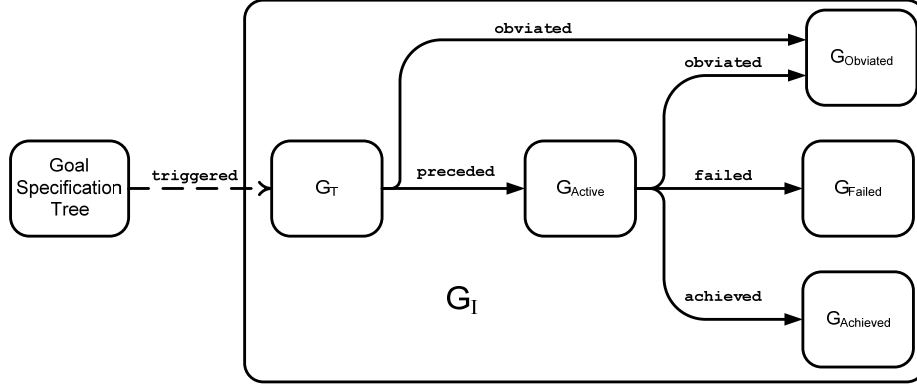 obviated
G_Obviated
obviated
Goal
Specification
Tree
triggered
G_T
preceded
G_Active
failed
G_Failed
G_I
achieved
G_Achieved